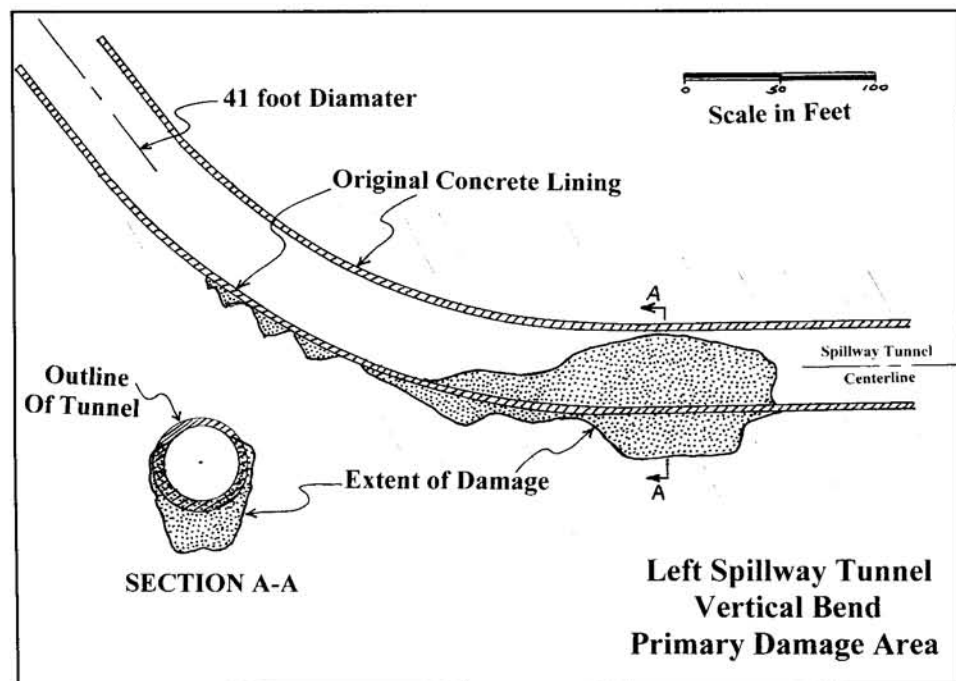 41 foot Diamater
0 50 100
Scale in Feet
Original Concrete Lining
A
Spillway Tunnel
Centerline
Outline
Of Tunnel
Extent of Damage
A
SECTION A-A
Left Spillway Tunnel
Vertical Bend
Primary Damage Area